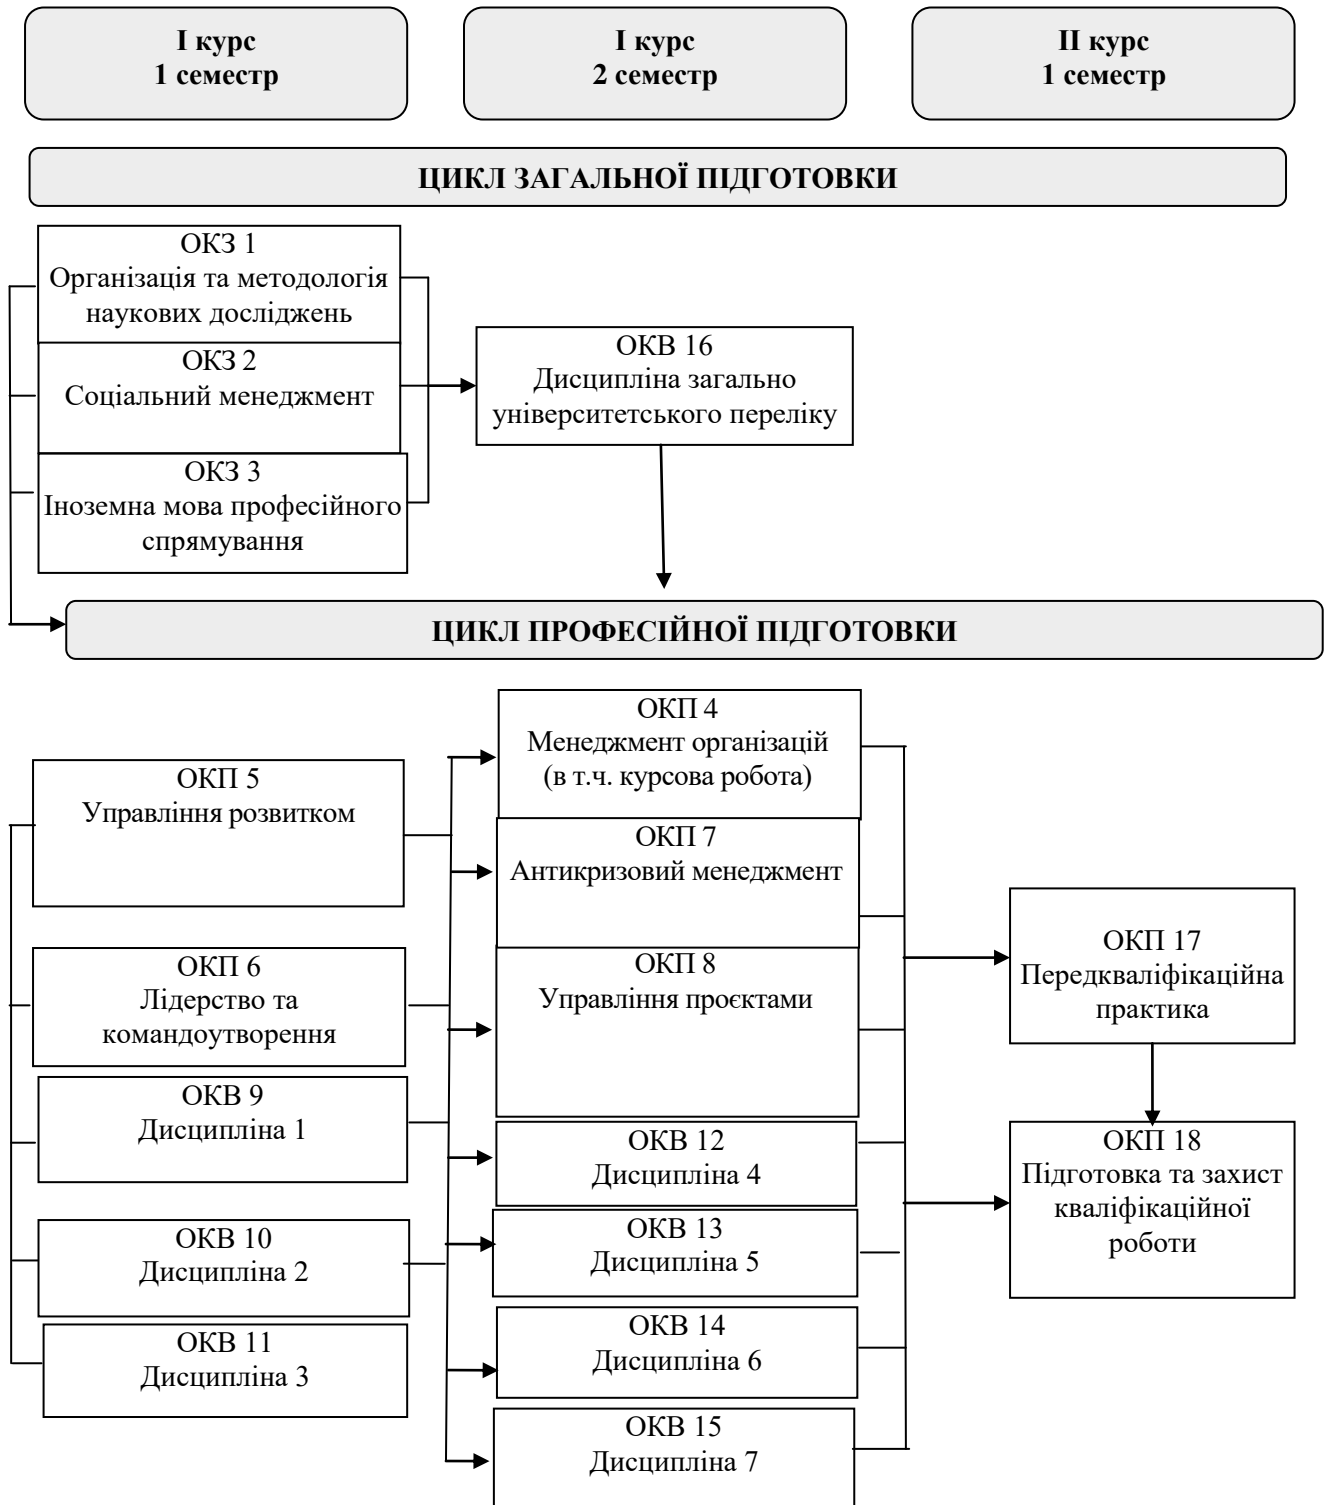 І курс
1 семестр
І курс
2 семестр
ІІ курс
1 семестр
ЦИКЛ ЗАГАЛЬНОЇ ПІДГОТОВКИ
ОКЗ 1
Організація та методологія
наукових досліджень
ОКЗ 2
Соціальний менеджмент
ОКЗ 3
Іноземна мова професійного
спрямування
ОКВ 16
Дисципліна загально
університетського переліку
ЦИКЛ ПРОФЕСІЙНОЇ ПІДГОТОВКИ
ОКП 5
Управління розвитком
ОКП 6
Лідерство та
командоутворення
ОКВ 9
Дисципліна 1
ОКВ 10
Дисципліна 2
ОКВ 11
Дисципліна 3
ОКП 4
Менеджмент організацій
(в т.ч. курсова робота)
ОКП 7
Антикризовий менеджмент
ОКП 8
Управління проєктами
ОКВ 12
Дисципліна 4
ОКВ 13
Дисципліна 5
ОКВ 14
Дисципліна 6
ОКВ 15
Дисципліна 7
ОКП 17
Передкваліфікаційна
практика
ОКП 18
Підготовка та захист
кваліфікаційної
роботи